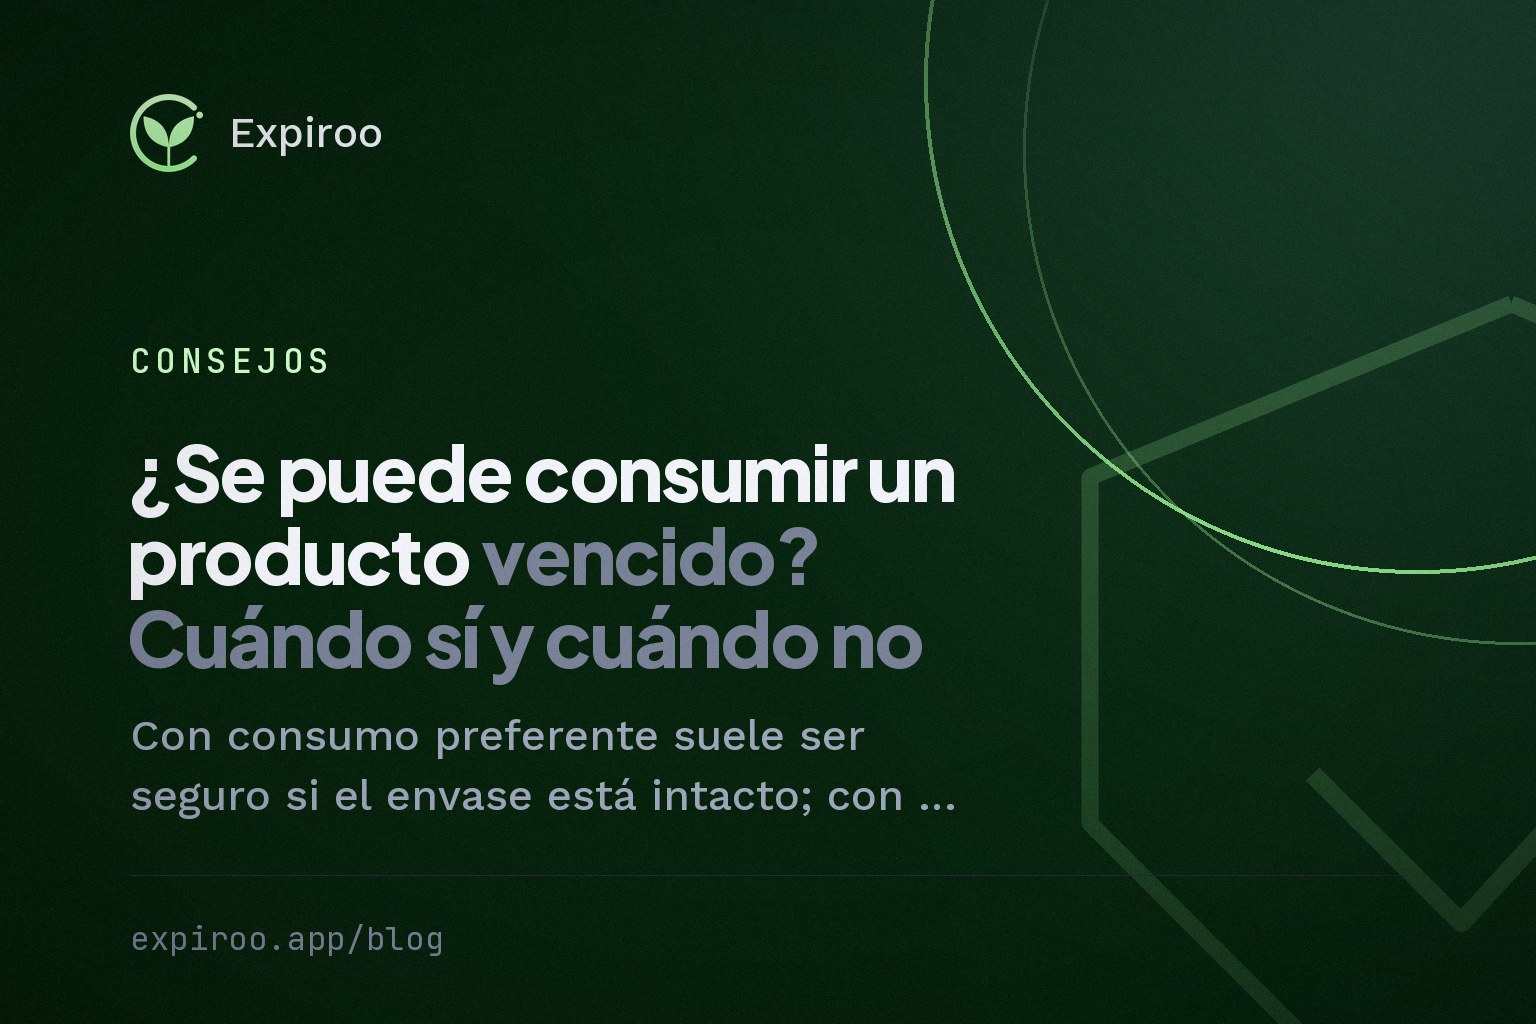 Expiroo
CONSEJOS
¿Se puede consumir un
producto vencido?
Cuándo sí y cuándo no
Con consumo preferente suele ser
seguro si el envase está intacto; con ...
expiroo.app/blog